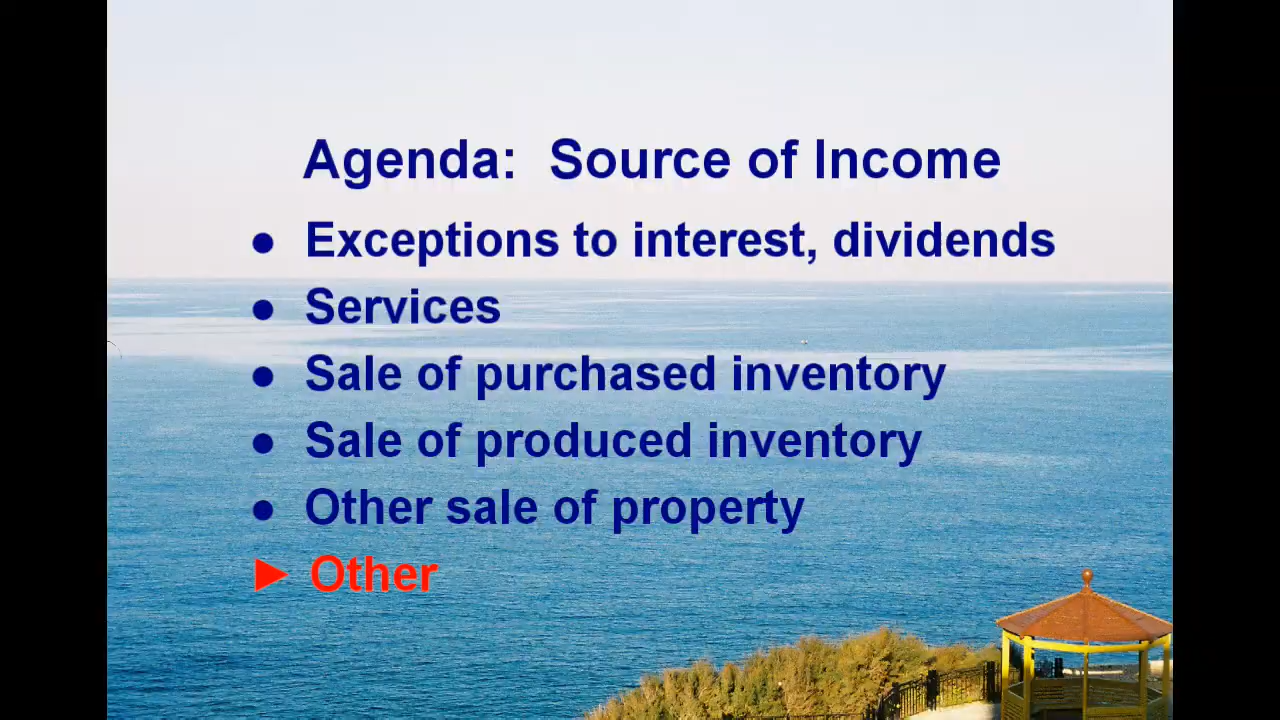 Agenda:  Source of Income
● Exceptions to interest, dividends
● Services
● Sale of purchased inventory
● Sale of produced inventory
● Other sale of property
► Other